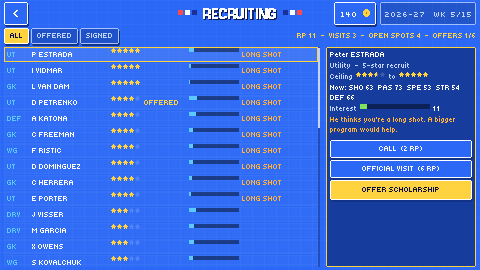 RECRUITING
140
2026-27 WK 5/15
ALL OFFERED SIGNED
RP 11 - VISITS 3 - OPEN SPOTS 4 - OFFERS 1/6
UT P ESTRADA LONG SHOT
UT I VIDMAR LONG SHOT
GK L VAN DAM LONG SHOT
UT D PETRENKO OFFERED LONG SHOT
DEF A KATONA LONG SHOT
GK C FREEMAN LONG SHOT
WG F RISTIC LONG SHOT
UT D DOMINGUEZ LONG SHOT
GK C HERRERA LONG SHOT
UT E PORTER LONG SHOT
DRV J VISSER
DRV M GARCIA
GK X OWENS
WG S KOVALCHUK
Peter ESTRADA
Utility - 5-star recruit
Ceiling to
Now: SHO 63 PAS 73 SPE 53 STR 54
DEF 66
Interest 11
He thinks you're a long shot. A bigger
program would help.
CALL (2 RP)
OFFICIAL VISIT (6 RP)
OFFER SCHOLARSHIP